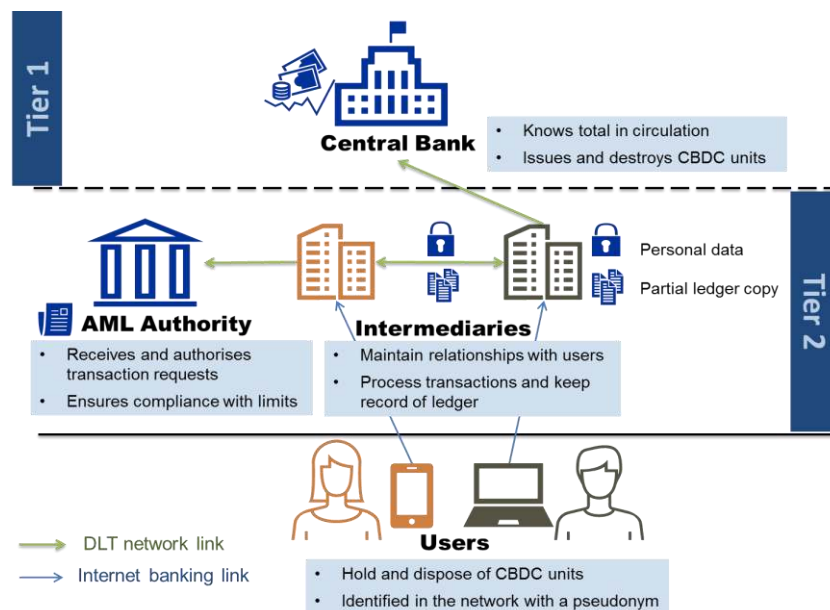 Tier 1
Central Bank
• Knows total in circulation
• Issues and destroys CBDC units
Tier 2
Personal data
Partial ledger copy
AML Authority
• Receives and authorises
transaction requests
• Ensures compliance with limits
Intermediaries
• Maintain relationships with users
• Process transactions and keep
record of ledger
Users
• Hold and dispose of CBDC units
• Identified in the network with a pseudonym
DLT network link
Internet banking link